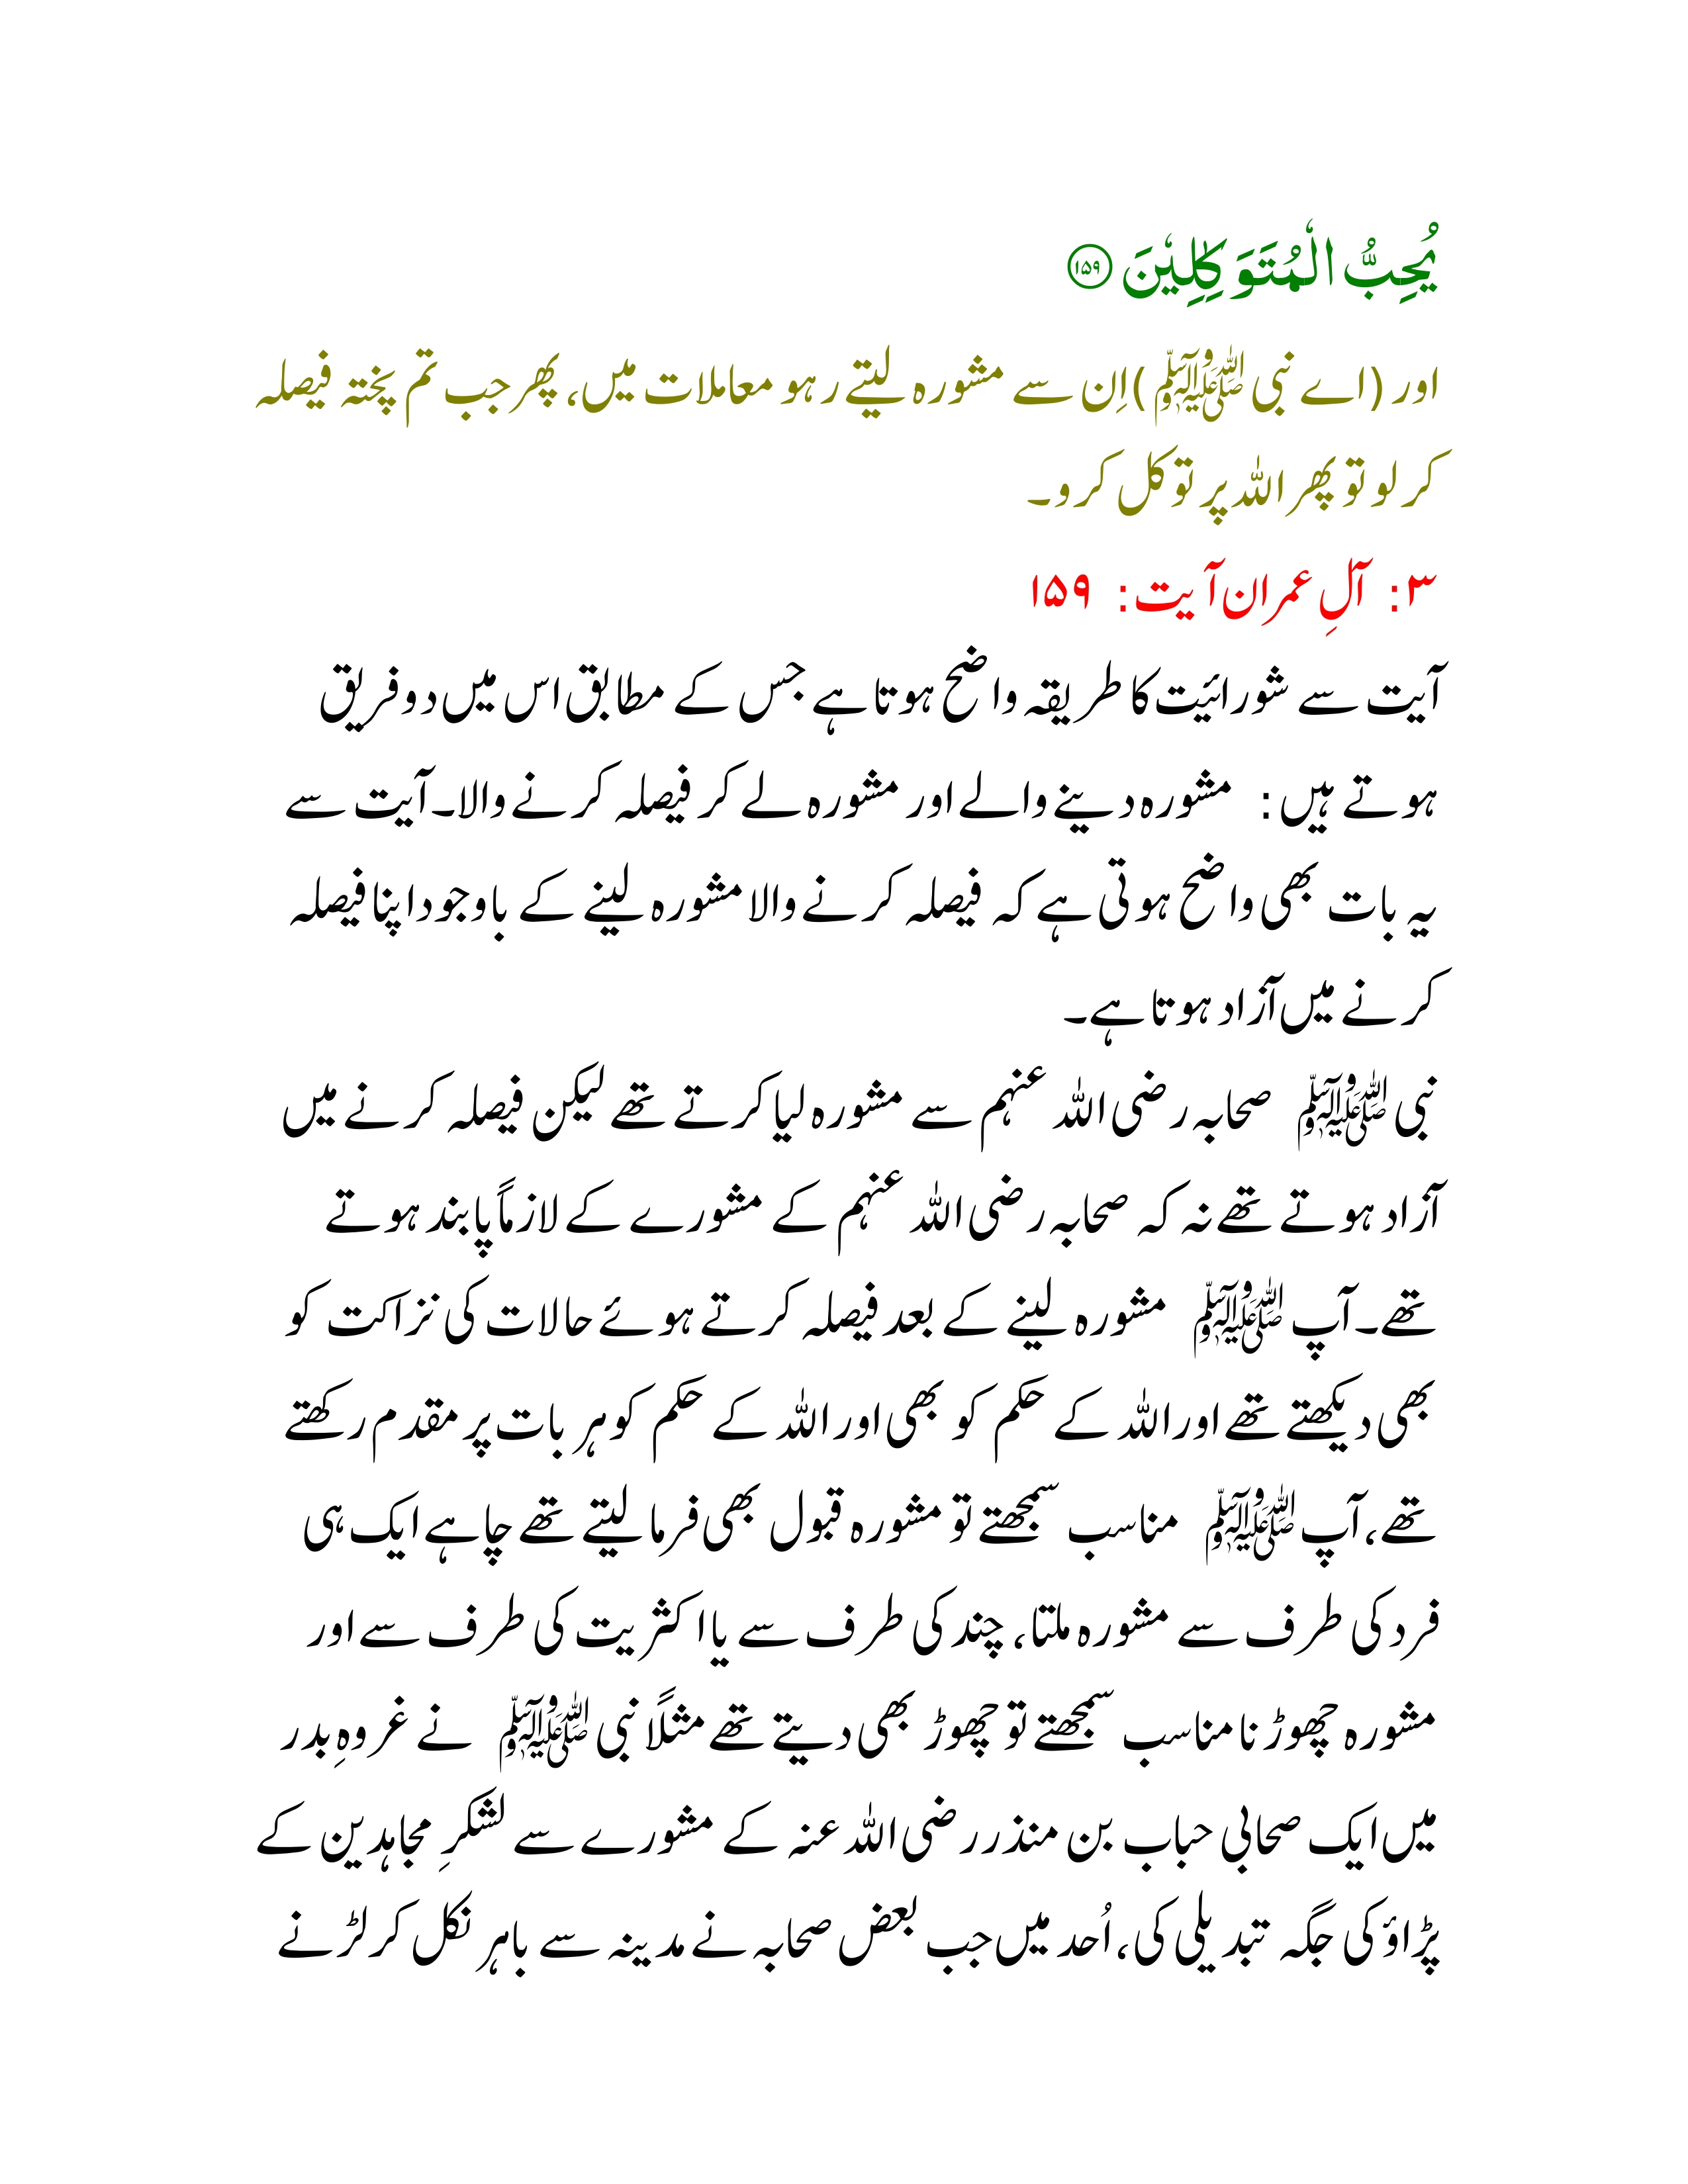 یُحِبُّ الْمُتَوَكِّلِیْنَ ۝۱۵۹
اور (اے نبی ﷺ) اِن سے مشورہ لیتے رہو معاملات میں، پھر جب تم پختہ فیصلہ
کر لو تو پھر اللہ پر توکل کرو۔
۳: آلِ عمران آیت: ۱۵۹
آیت سے شورائیت کا طریقہ واضح ہوتا ہے جس کے مطابق اس میں دو فریق
ہوتے ہیں: مشورہ دینے والے اور مشورہ لے کر فیصلہ کرنے والا۔ آیت سے
یہ بات بھی واضح ہوتی ہے کہ فیصلہ کرنے والا مشورہ لینے کے باوجود اپنا فیصلہ
کرنے میں آزاد ہوتا ہے۔
نبی ﷺ صحابہ رضی اللہ عنہم سے مشورہ لیا کرتے تھے لیکن فیصلہ کرنے میں
آزاد ہوتے تھے نہ کہ صحابہ رضی اللہ عنہم کے مشورے کے لازماً پابند ہوتے
تھے۔ آپ ﷺ مشورہ لینے کے بعد فیصلہ کرتے ہوئے حالات کی نزاکت کو
بھی دیکھتے تھے اور اللہ کے حکم کو بھی اور اللہ کے حکم کو ہر بات پر مقدم رکھتے
تھے، آپ ﷺ مناسب سمجھتے تو مشورہ قبول بھی فرما لیتے تھے چاہے ایک ہی
فرد کی طرف سے مشورہ ملتا، چند کی طرف سے یا اکثریت کی طرف سے اور
مشورہ چھوڑنا مناسب سمجھتے تو چھوڑ بھی دیتے تھے مثلاً نبی ﷺ نے غروہِ بدر
میں ایک صحابی حباب بن منذر رضی اللہ عنہ کے مشورے سے لشکرِ مجاہدین کے
پڑاؤ کی جگہ تبدیلی کی، اُحد میں جب بعض صحابہ نے مدینہ سے باہر نکل کر لڑنے